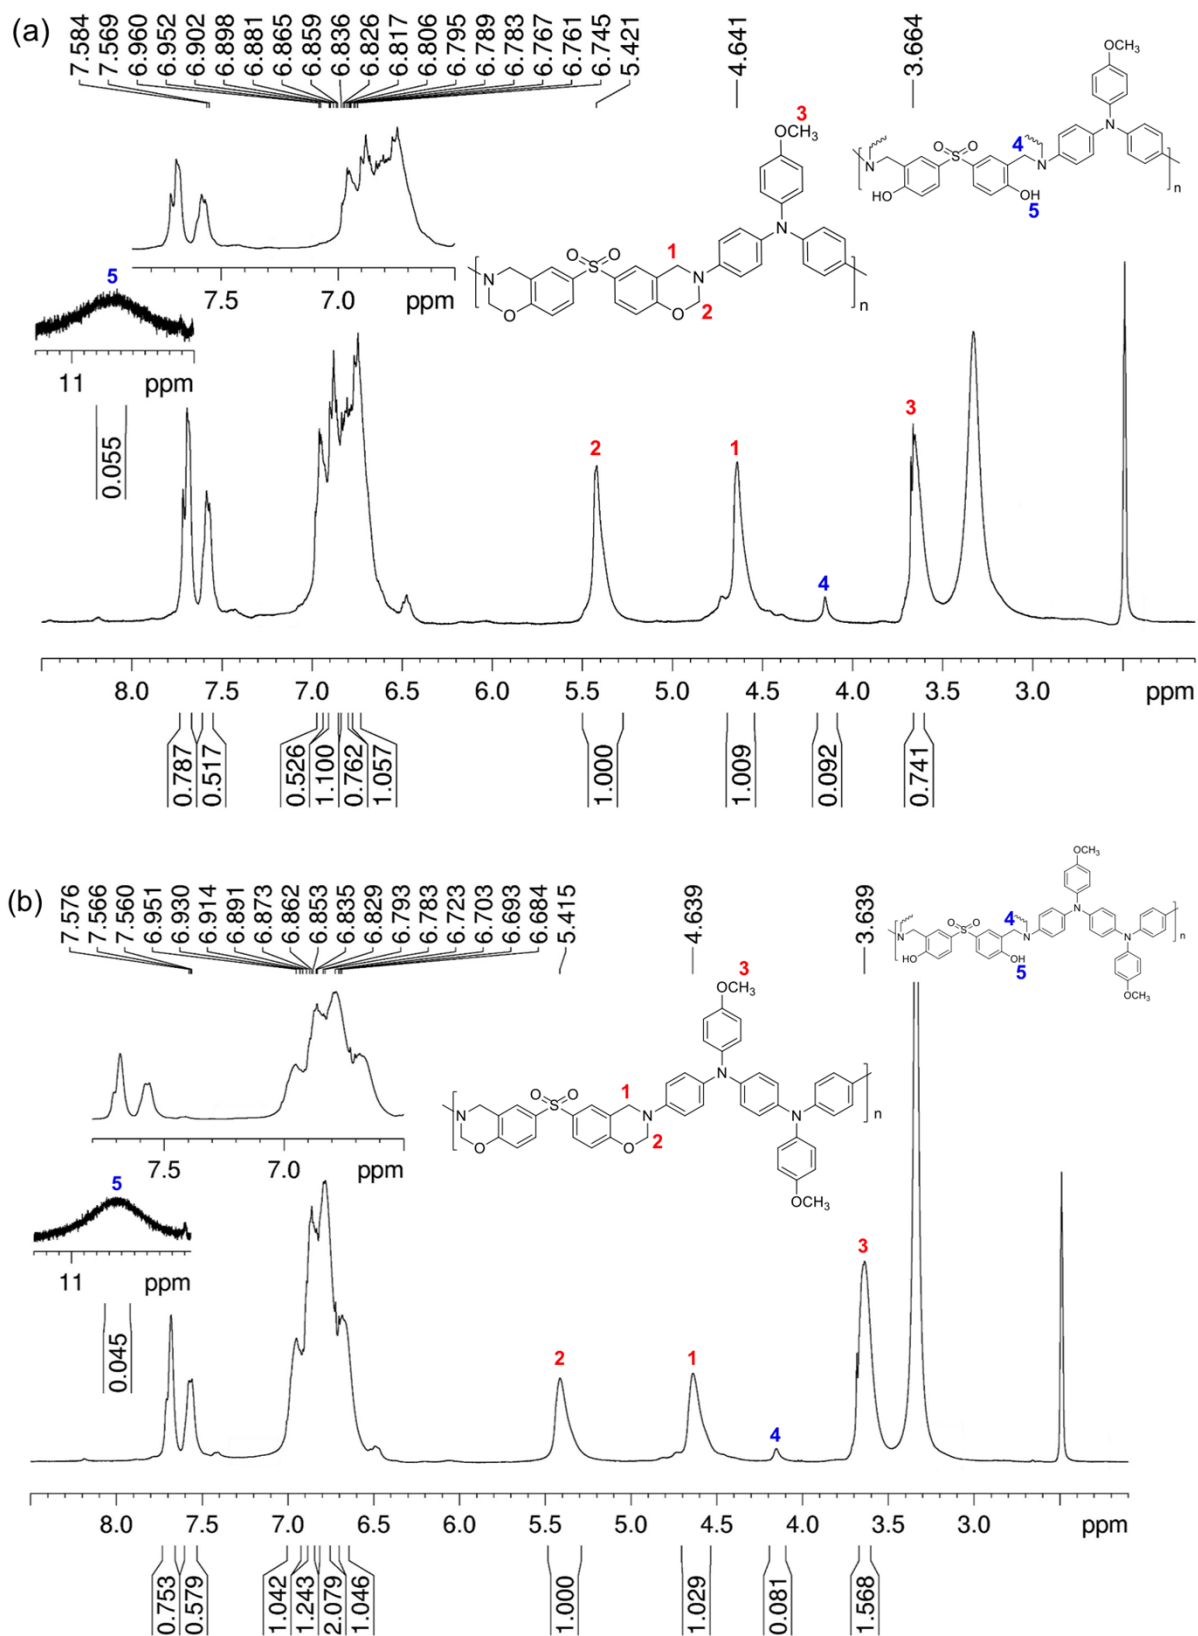 (a)
7.584
7.569
6.960
6.952
6.902
6.898
6.881
6.865
6.859
6.836
6.826
6.817
6.806
6.795
6.789
6.783
6.767
6.761
6.745
5.421
4.641
3.664
OCH3
N
N
4
O O
S
N
HO
OH
5
n
3
OCH3
N
1
O O
S
N
N
O
O
2
n
7.5 7.0 ppm
5
11 ppm
0.055
2
1
4
3
8.0 7.5 7.0 6.5 6.0 5.5 5.0 4.5 4.0 3.5 3.0 ppm
0.787
0.517
0.526
1.100
0.762
1.057
1.000
1.009
0.092
0.741
(b)
7.576
7.566
7.560
6.951
6.930
6.914
6.891
6.873
6.862
6.853
6.835
6.829
6.793
6.783
6.723
6.703
6.693
6.684
5.415
4.639
3.639
OCH3
N
N
4
O O
S
N
N
HO
OH
5
OCH3
n
3
OCH3
N
1
O O
S
N
N
N
O
O
2
OCH3
n
7.5 7.0 ppm
5
11 ppm
0.045
2
1
4
3
8.0 7.5 7.0 6.5 6.0 5.5 5.0 4.5 4.0 3.5 3.0 ppm
0.753
0.579
1.042
1.243
2.079
1.046
1.000
1.029
0.081
1.568